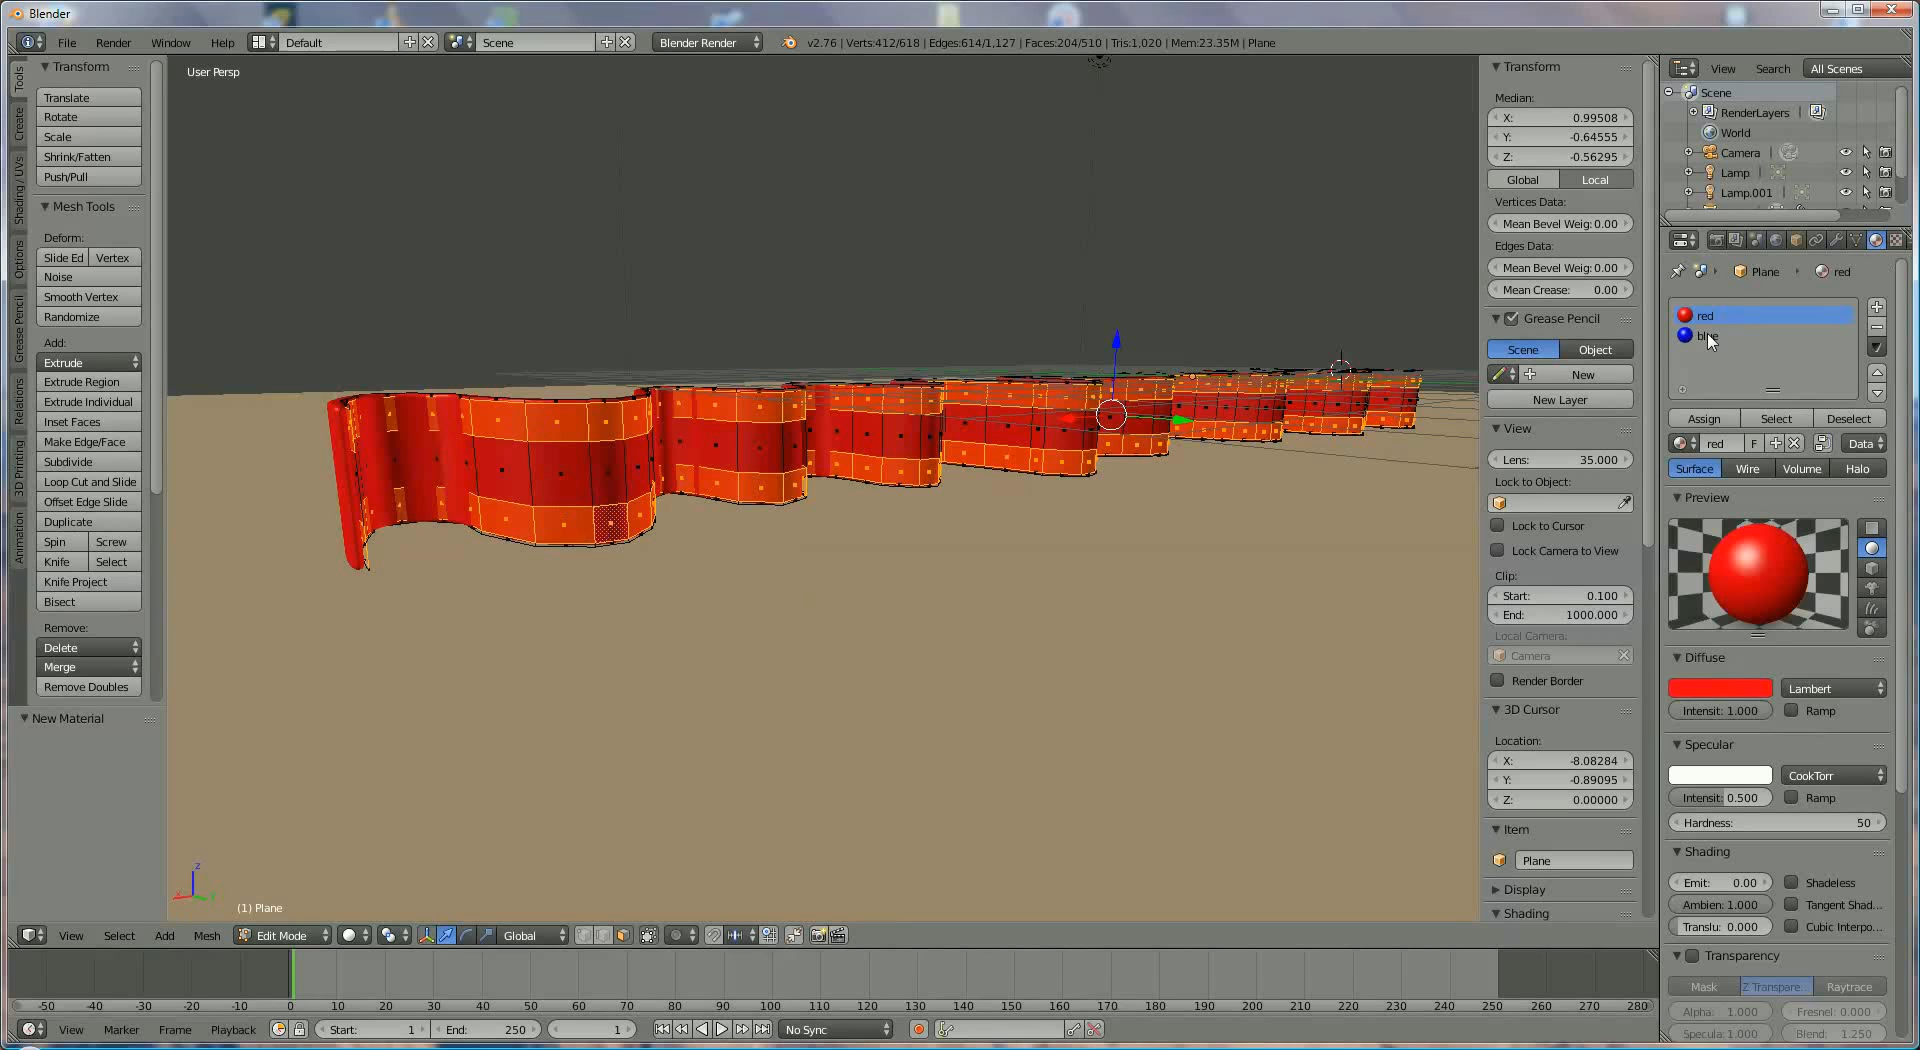 Blender
File Render Window Help Default Scene Blender Render v2.76 | Verts:412/618 | Edges:614/1,127 | Faces:204/510 | Tris:1,020 | Mem:23.35M | Plane
Tools
Create
Shading / UVs
Options
Grease Pencil
Relations
3D Printing
Animation
Transform
Translate
Rotate
Scale
Shrink/Fatten
Push/Pull
Mesh Tools
Deform:
Slide Ed Vertex
Noise
Smooth Vertex
Randomize
Add:
Extrude
Extrude Region
Extrude Individual
Inset Faces
Make Edge/Face
Subdivide
Loop Cut and Slide
Offset Edge Slide
Duplicate
Spin Screw
Knife Select
Knife Project
Bisect
Remove:
Delete
Merge
Remove Doubles
New Material
User Persp
z
x
y
(1) Plane
Transform
Median:
X: 0.99508
Y: -0.64555
Z: -0.56295
Global Local
Vertices Data:
Mean Bevel Weig: 0.00
Edges Data:
Mean Bevel Weig: 0.00
Mean Crease: 0.00
Grease Pencil
Scene Object
New
New Layer
View
Lens: 35.000
Lock to Object:
Lock to Cursor
Lock Camera to View
Clip:
Start: 0.100
End: 1000.000
Local Camera:
Camera
Render Border
3D Cursor
Location:
X: -8.08284
Y: -0.89095
Z: 0.00000
Item
Plane
Display
Shading
View Search All Scenes
Scene
RenderLayers
World
Camera
Lamp
Lamp.001
Plane red
red
blue
Assign Select Deselect
red F Data
Surface Wire Volume Halo
Preview
Diffuse
Lambert
Intensit: 1.000 Ramp
Specular
CookTorr
Intensit: 0.500 Ramp
Hardness: 50
Shading
Emit: 0.00 Shadeless
Ambien: 1.000 Tangent Shad...
Translu: 0.000 Cubic Interpo...
Transparency
Mask Z Transpare... Raytrace
Alpha: 1.000 Fresnel: 0.000
Specula: 1.000 Blend: 1.250
View Select Add Mesh Edit Mode Global
-50 -40 -30 -20 -10 0 10 20 30 40 50 60 70 80 90 100 110 120 130 140 150 160 170 180 190 200 210 220 230 240 250 260 270 280
View Marker Frame Playback Start: 1 End: 250 1 No Sync